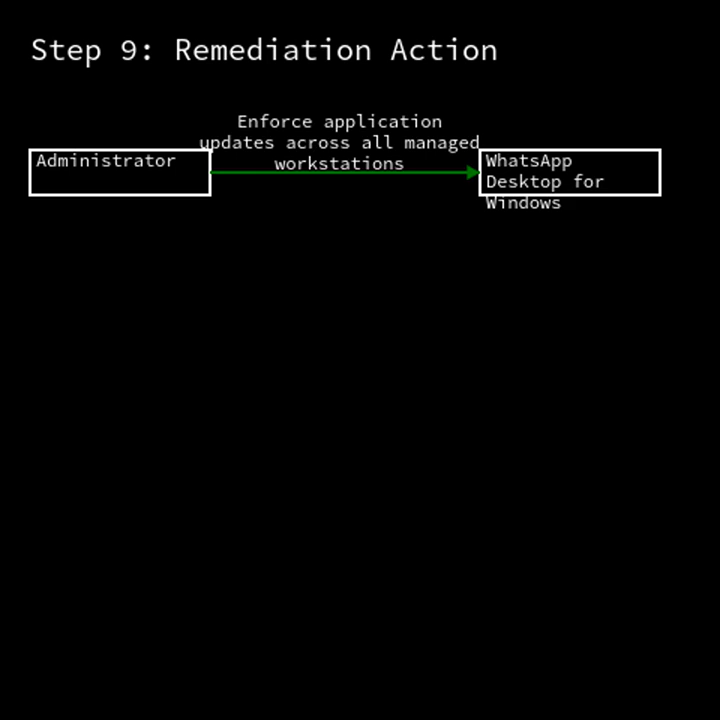 Step 9: Remediation Action
Enforce application
updates across all managed
workstations
Administrator
WhatsApp
Desktop for
Windows